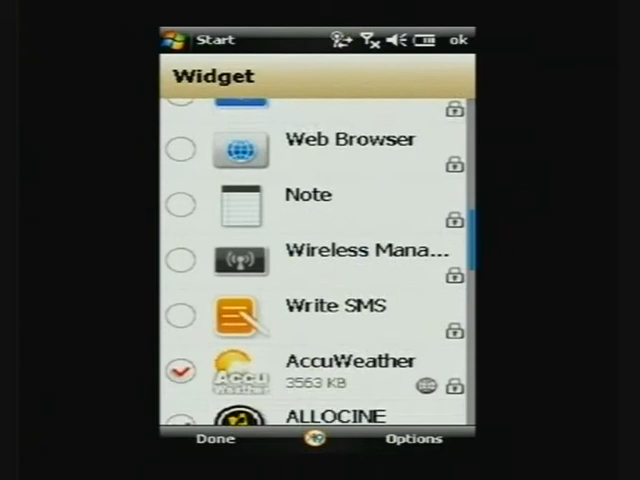 Start ok
Widget
Web Browser
Note
Wireless Mana...
Write SMS
AccuWeather
3563 KB
ALLOCINE
Done Options